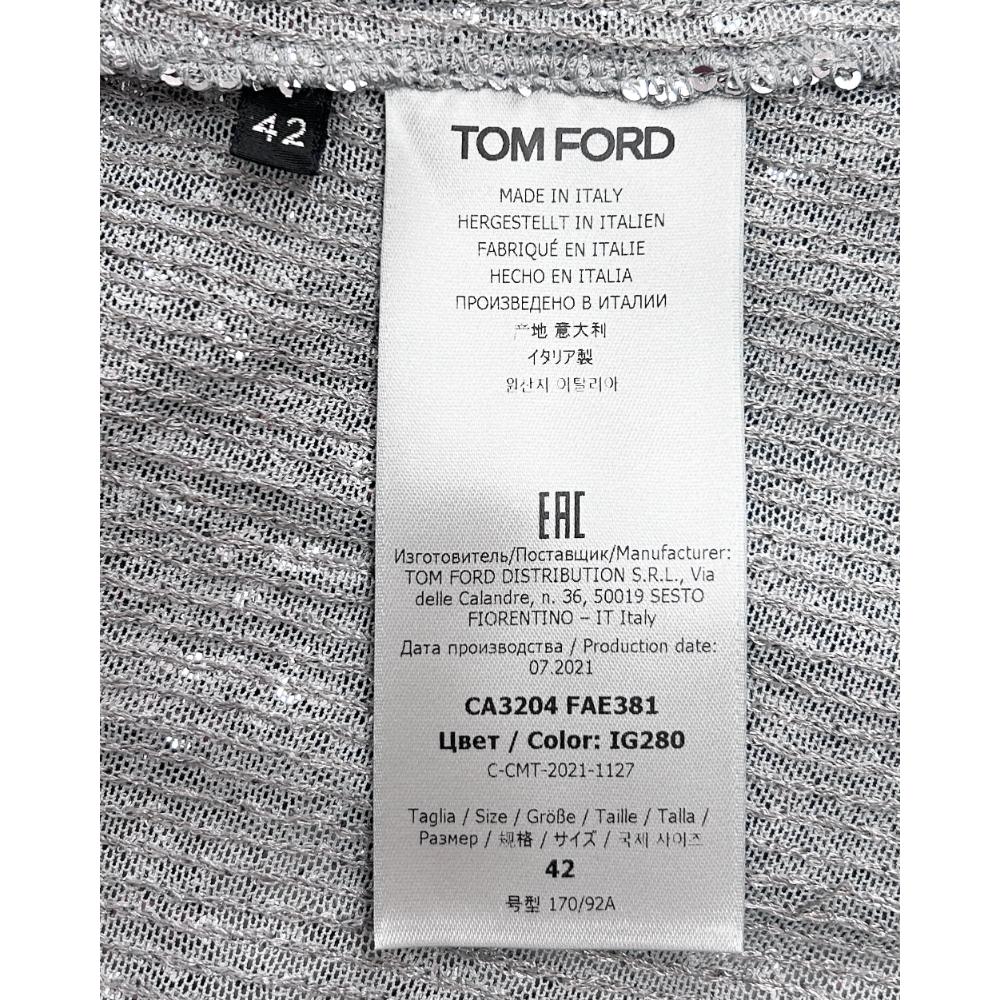 42
TOM FORD
MADE IN ITALY
HERGESTELLT IN ITALIEN
FABRIQUÉ EN ITALIE
HECHO EN ITALIA
ПРОИЗВЕДЕНО В ИТАЛИИ
产地 意大利
イタリア製
원산지 이탈리아
EAC
Изготовитель/Поставщик/Manufacturer:
TOM FORD DISTRIBUTION S.R.L., Via
delle Calandre, n. 36, 50019 SESTO
FIORENTINO – IT Italy
Дата производства / Production date:
07.2021
CA3204 FAE381
Цвет / Color: IG280
C-CMT-2021-1127
Taglia / Size / Größe / Taille / Talla /
Размер / 规格 / サイズ / 국제 사이즈
42
号型 170/92A